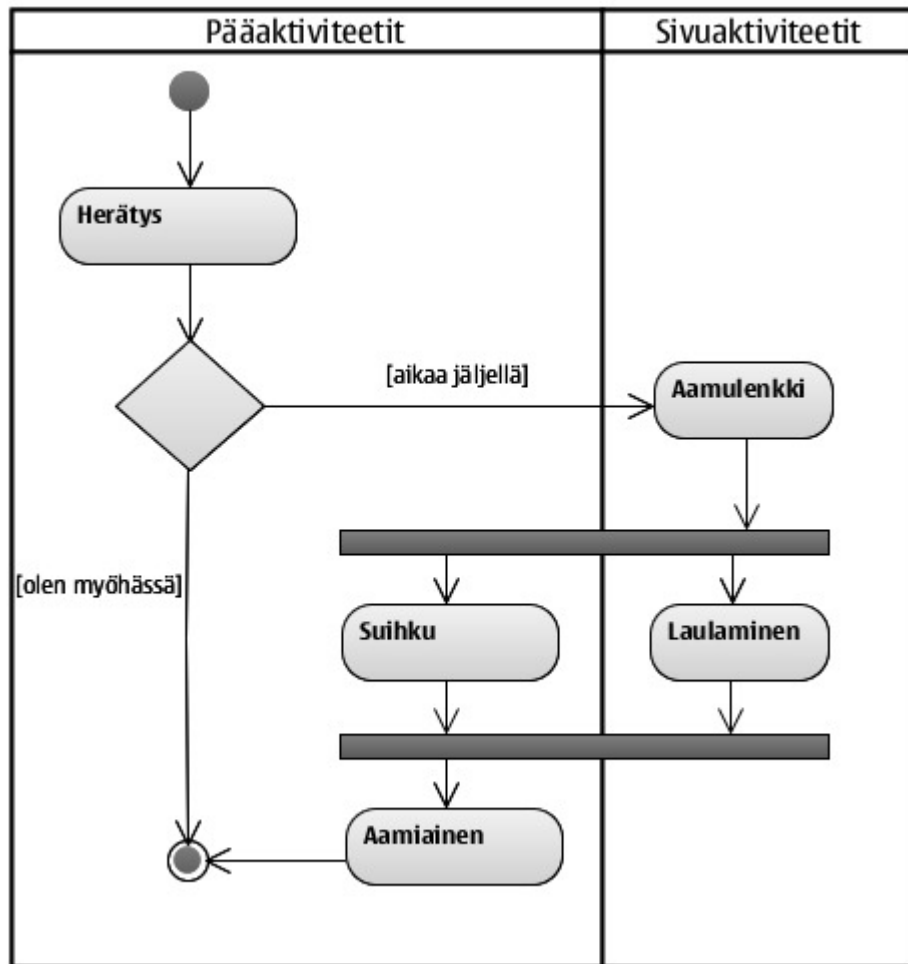 Pääaktiviteetit
Sivuaktiviteetit
Herätys
[aikaa jäljellä]
Aamulenkki
[olen myöhässä]
Suihku
Laulaminen
Aamiainen